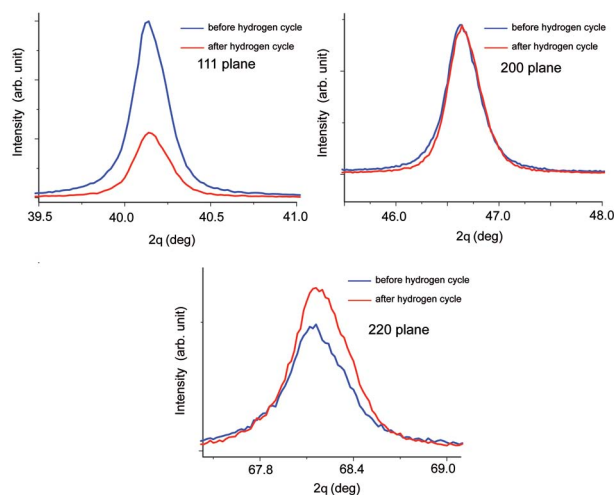 before hydrogen cycle
after hydrogen cycle
111 plane
Intensity (arb. unit)
39.5 40.0 40.5 41.0
2q (deg)
before hydrogen cycle
after hydrogen cycle
200 plane
Intensity (arb. unit)
46.0 47.0 48.0
2q (deg)
before hydrogen cycle
after hydrogen cycle
220 plane
Intensity (arb. unit)
67.8 68.4 69.0
2q (deg)